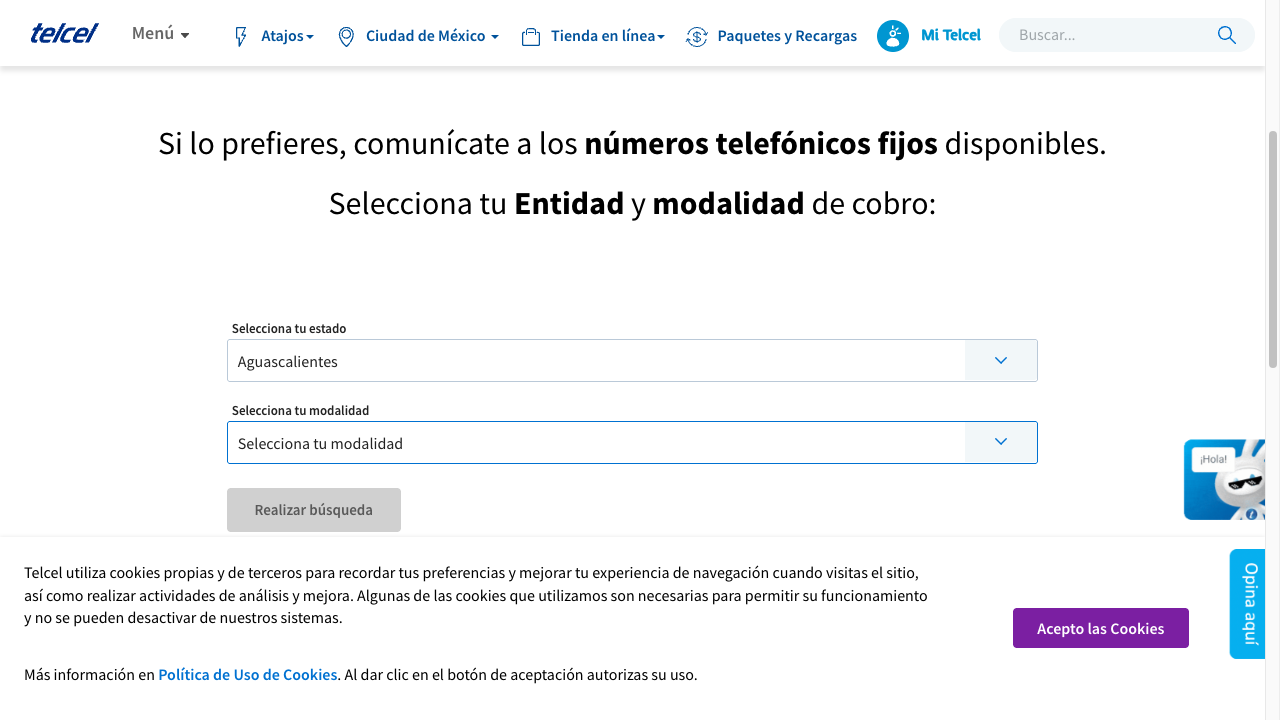 telcel
Menú
Atajos
Ciudad de México
Tienda en línea
Paquetes y Recargas
Mi Telcel
Buscar...
Si lo prefieres, comunícate a los números telefónicos fijos disponibles.
Selecciona tu Entidad y modalidad de cobro:
Selecciona tu estado
Aguascalientes
Selecciona tu modalidad
Selecciona tu modalidad
¡Hola!
Realizar búsqueda
Telcel utiliza cookies propias y de terceros para recordar tus preferencias y mejorar tu experiencia de navegación cuando visitas el sitio,
así como realizar actividades de análisis y mejora. Algunas de las cookies que utilizamos son necesarias para permitir su funcionamiento
y no se pueden desactivar de nuestros sistemas.
Acepto las Cookies
Opina aquí
Más información en Política de Uso de Cookies. Al dar clic en el botón de aceptación autorizas su uso.